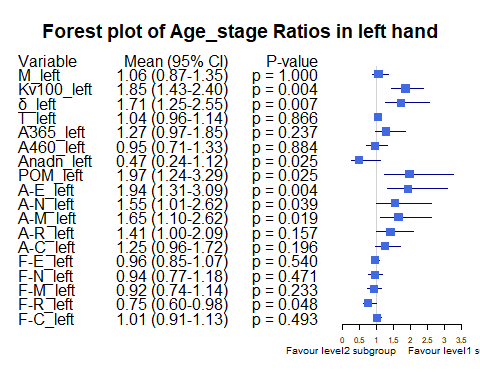 Forest plot of Age_stage Ratios in left hand
Variable Mean (95% CI) P-value
M_left 1.06 (0.87-1.35) p = 1.000
Kv100_left 1.85 (1.43-2.40) p = 0.004
δ_left 1.71 (1.25-2.55) p = 0.007
T_left 1.04 (0.96-1.14) p = 0.866
A365_left 1.27 (0.97-1.85) p = 0.237
A460_left 0.95 (0.71-1.33) p = 0.884
Anadn_left 0.47 (0.24-1.12) p = 0.025
POM_left 1.97 (1.24-3.29) p = 0.025
A-E_left 1.94 (1.31-3.09) p = 0.004
A-N_left 1.55 (1.01-2.62) p = 0.039
A-M_left 1.65 (1.10-2.62) p = 0.019
A-R_left 1.41 (1.00-2.09) p = 0.157
A-C_left 1.25 (0.96-1.72) p = 0.196
F-E_left 0.96 (0.85-1.07) p = 0.540
F-N_left 0.94 (0.77-1.18) p = 0.471
F-M_left 0.92 (0.74-1.14) p = 0.233
F-R_left 0.75 (0.60-0.98) p = 0.048
F-C_left 1.01 (0.91-1.13) p = 0.493
0 0.5 1 1.5 2 2.5 3 3.5
Favour level2 subgroup Favour level1 s